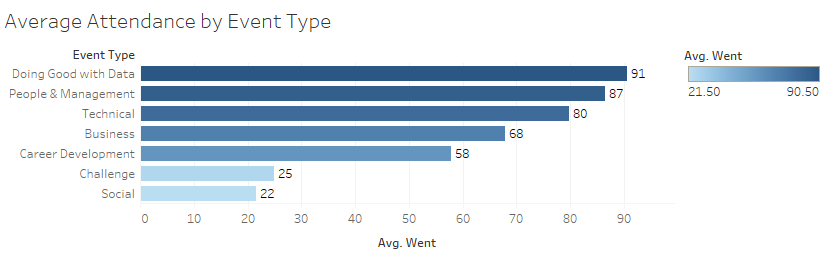 Average Attendance by Event Type
Event Type
Doing Good with Data 91
People & Management 87
Technical 80
Business 68
Career Development 58
Challenge 25
Social 22
0 10 20 30 40 50 60 70 80 90
Avg. Went
Avg. Went
21.50 90.50